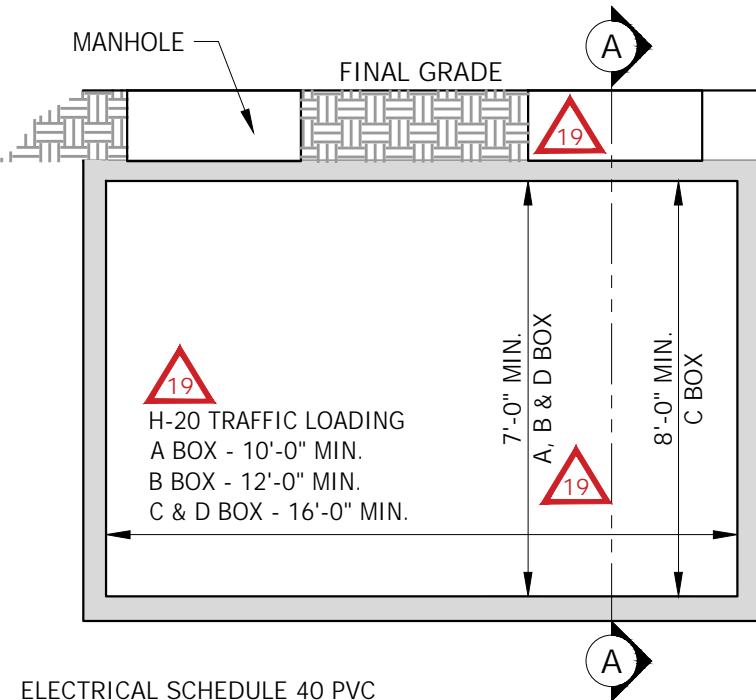 A
MANHOLE
FINAL GRADE
19
19
H-20 TRAFFIC LOADING
A BOX - 10'-0" MIN.
B BOX - 12'-0" MIN.
C & D BOX - 16'-0" MIN.
7'-0" MIN.
A, B & D BOX
8'-0" MIN.
C BOX
19
A
ELECTRICAL SCHEDULE 40 PVC